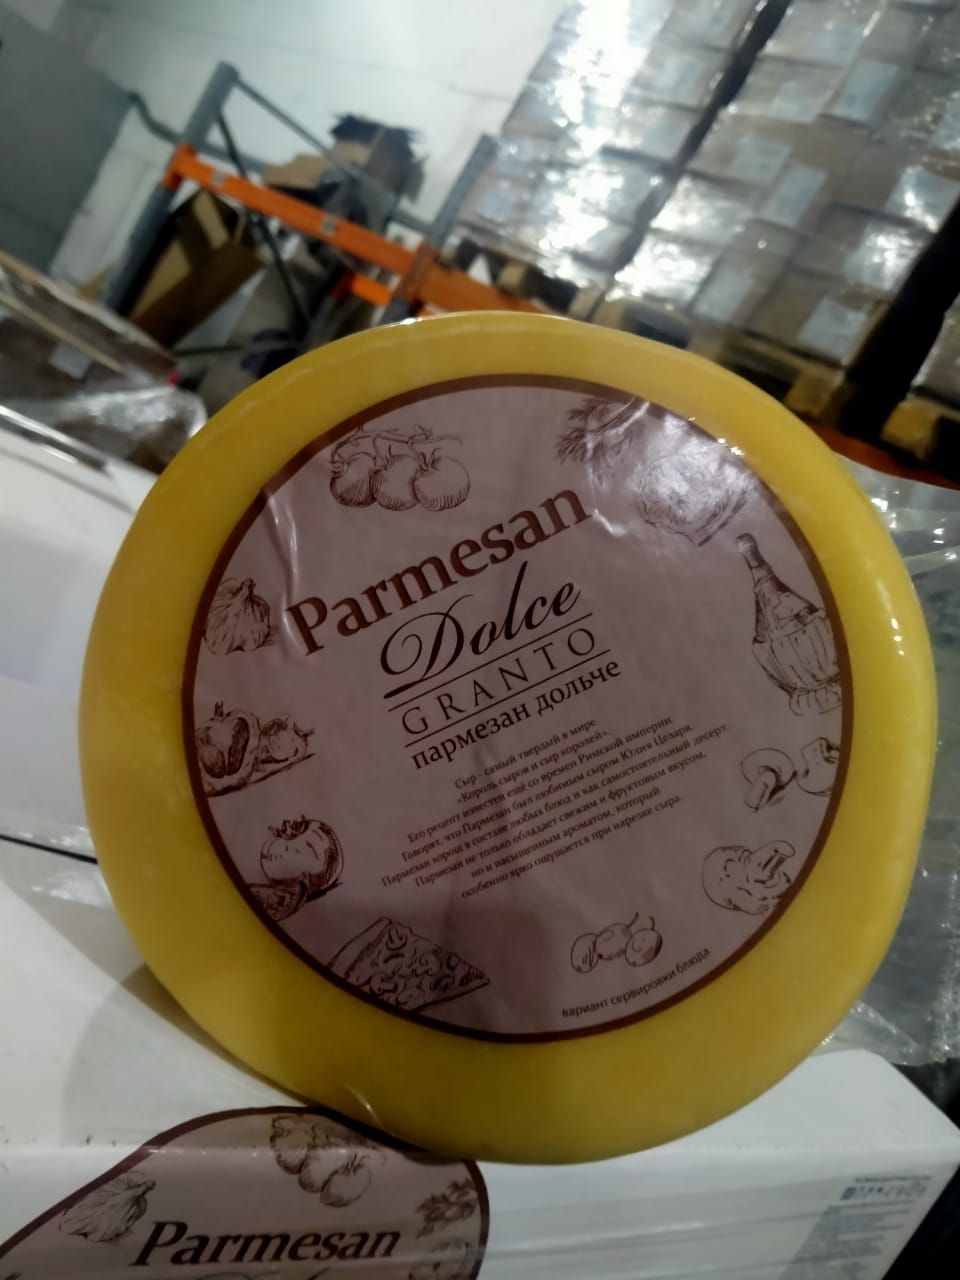 Parmesan
Dolce
GRANTO
пармезан дольче
Сыр - самый твердый в мире.
«Король сыров и сыр королей».
Его рецепт известен ещё со времен Римской империи.
Говорят, что Пармезан был любимым сыром Юлия Цезаря.
Пармезан хорош в составе любых блюд и как самостоятельный десерт.
Пармезан не только обладает свежим и фруктовым вкусом,
но и насыщенным ароматом, который
особенно ярко ощущается при нарезке сыра.
вариант сервировки блюда
Parmesan